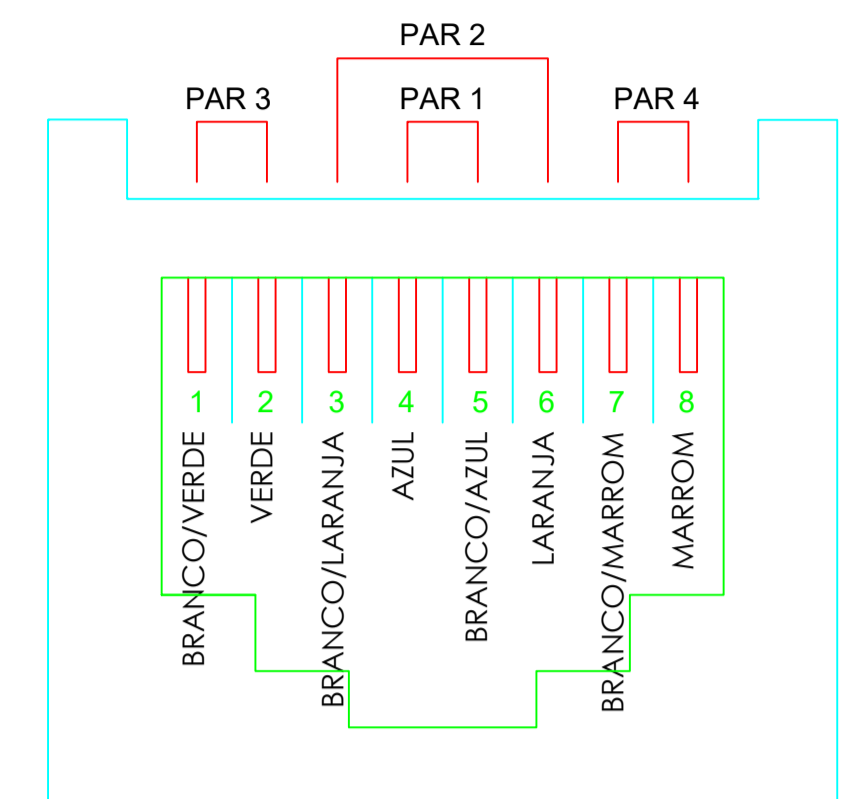 PAR 2
PAR 3
PAR 1
PAR 4
1
2
3
4
5
6
7
8
BRANCO/VERDE
VERDE
BRANCO/LARANJA
AZUL
BRANCO/AZUL
LARANJA
BRANCO/MARROM
MARROM